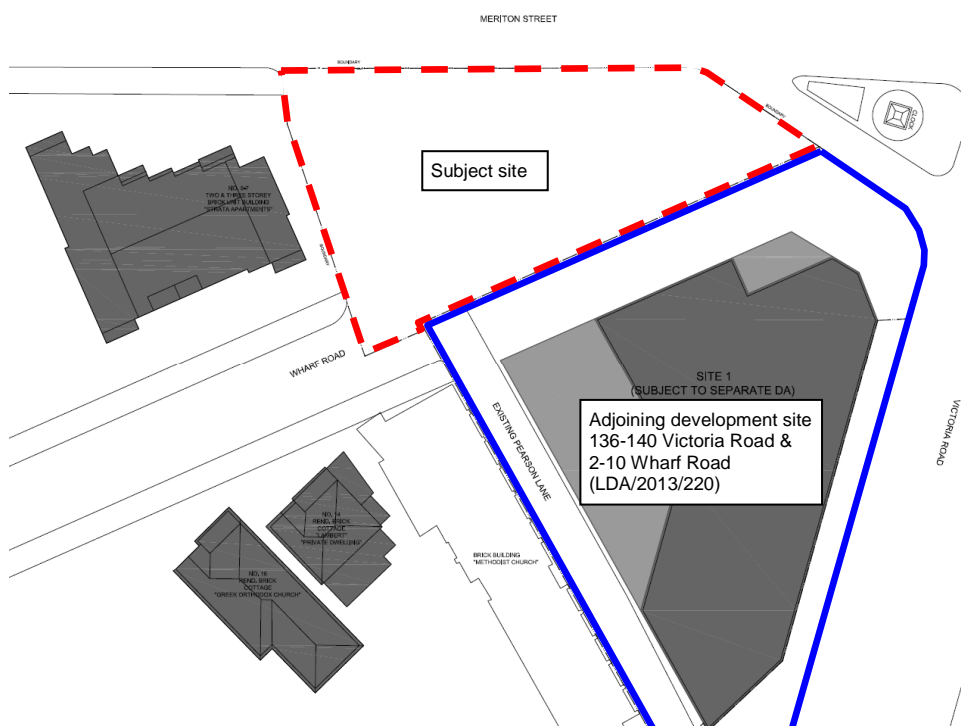 MERITON STREET
BOUNDARY
BOUNDARY
CLOCK
Subject site
NO. 5-7
TWO & THREE STOREY
BRICK UNIT BUILDING
"STRATA APARTMENTS"
BOUNDARY
WHARF ROAD
SITE 1
(SUBJECT TO SEPARATE DA)
Adjoining development site
136-140 Victoria Road &
2-10 Wharf Road
(LDA/2013/220)
VICTORIA ROAD
EXISTING PEARSON LANE
NO. 14
REND. BRICK
COTTAGE
"LAMBERT"
"PRIVATE DWELLING"
BRICK BUILDING
"METHODIST CHURCH"
NO. 16
REND. BRICK
COTTAGE
"GREEK ORTHODOX CHURCH"